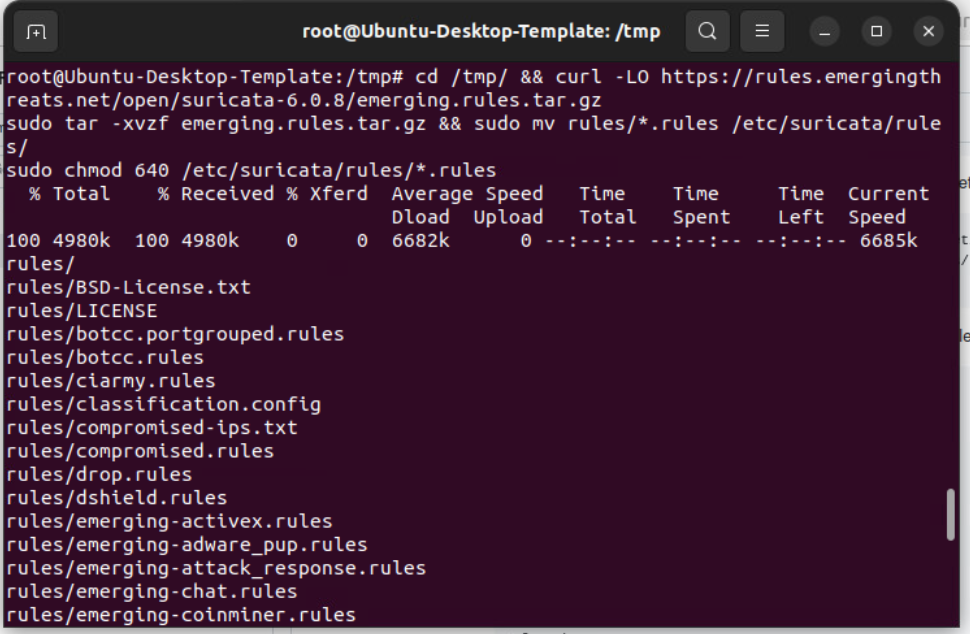 root@Ubuntu-Desktop-Template: /tmp
root@Ubuntu-Desktop-Template:/tmp# cd /tmp/ && curl -LO https://rules.emergingth
reats.net/open/suricata-6.0.8/emerging.rules.tar.gz
sudo tar -xvzf emerging.rules.tar.gz && sudo mv rules/*.rules /etc/suricata/rule
s/
sudo chmod 640 /etc/suricata/rules/*.rules
  % Total    % Received % Xferd  Average Speed   Time    Time     Time  Current
                                 Dload  Upload   Total   Spent    Left  Speed
100 4980k  100 4980k    0     0  6682k      0 --:--:-- --:--:-- --:--:-- 6685k
rules/
rules/BSD-License.txt
rules/LICENSE
rules/botcc.portgrouped.rules
rules/botcc.rules
rules/ciarmy.rules
rules/classification.config
rules/compromised-ips.txt
rules/compromised.rules
rules/drop.rules
rules/dshield.rules
rules/emerging-activex.rules
rules/emerging-adware_pup.rules
rules/emerging-attack_response.rules
rules/emerging-chat.rules
rules/emerging-coinminer.rules